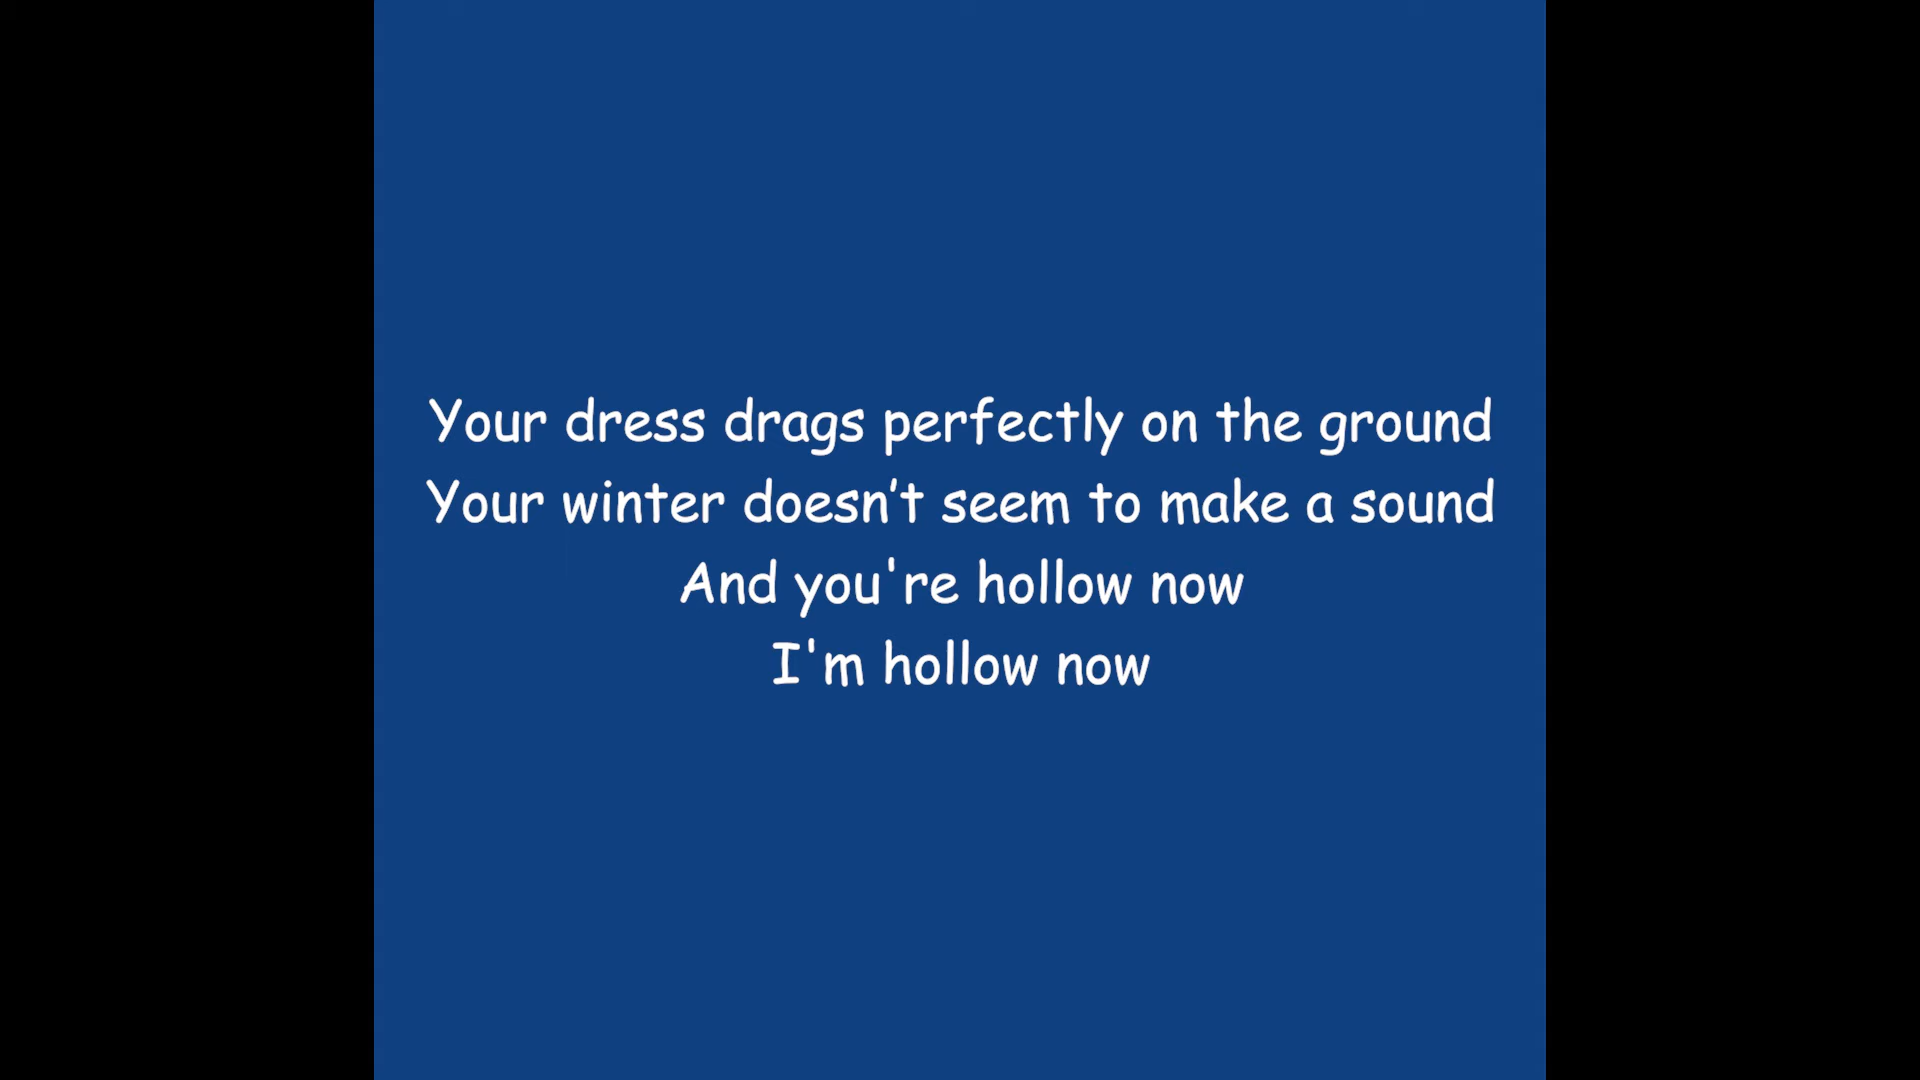 Your dress drags perfectly on the ground
Your winter doesn’t seem to make a sound
And you're hollow now
I'm hollow now